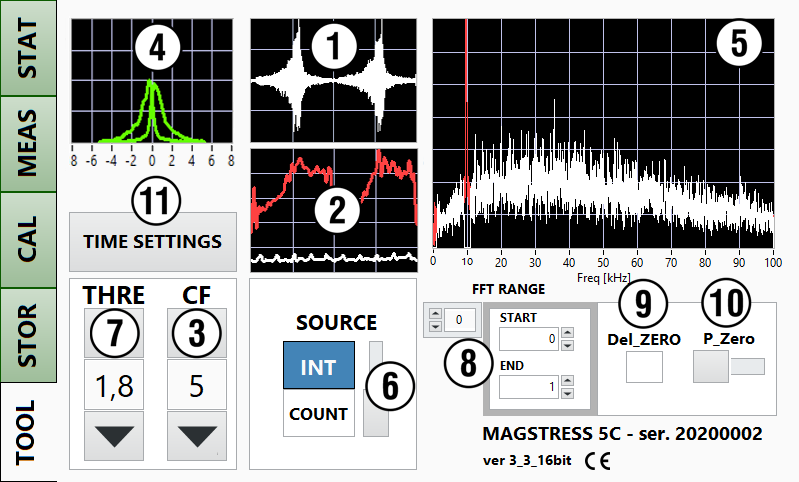 STAT
MEAS
CAL
STOR
TOOL
4
8 -6 -4 -2 0 2 4 6 8
1
2
5
0 10 20 30 40 50 60 70 80 90 100
Freq [kHz]
11
TIME SETTINGS
THRE
CF
7
3
1,8
5
SOURCE
INT
COUNT
6
FFT RANGE
0
8
START
0
END
1
9
Del_ZERO
10
P_Zero
MAGSTRESS 5C - ser. 20200002
ver 3_3_16bit CE